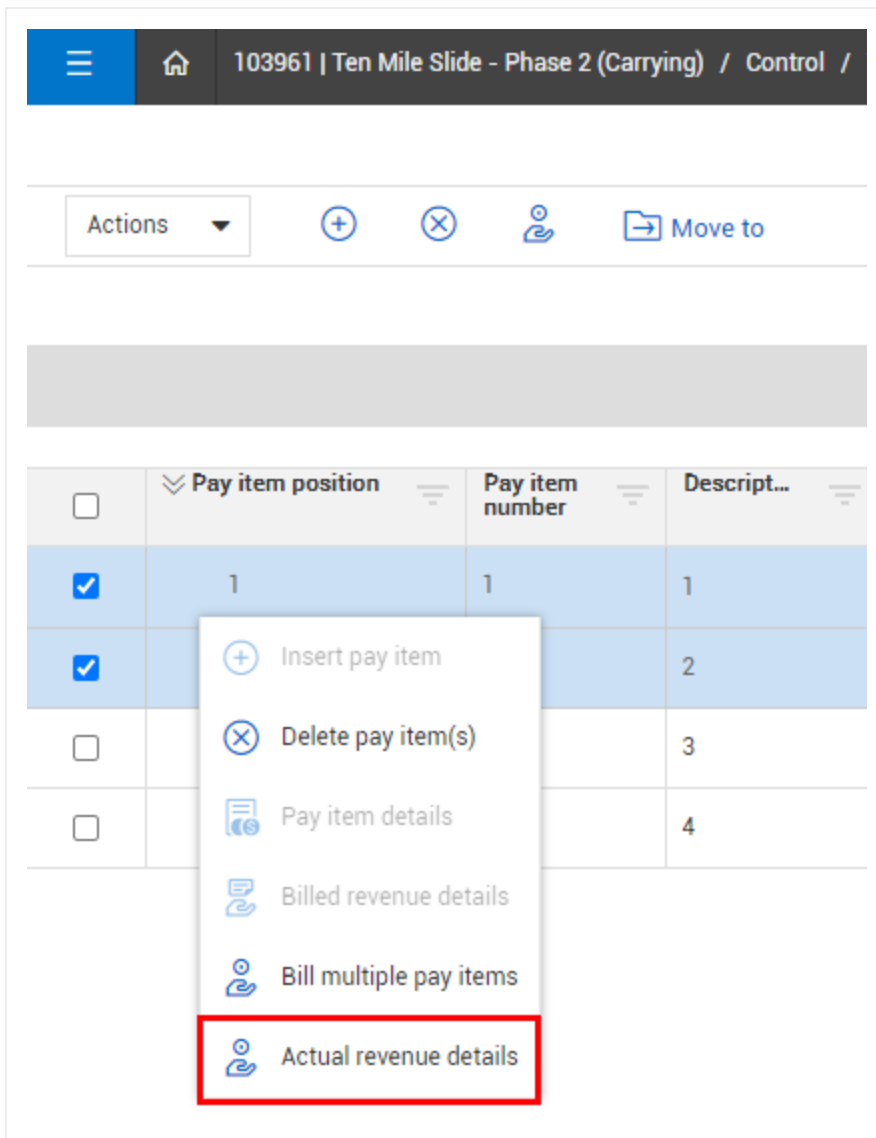 103961 | Ten Mile Slide - Phase 2 (Carrying) / Control /
Actions
Move to
Pay item position
Pay item
number
Descript...
1 1 1
Insert pay item
2
Delete pay item(s)
3
Pay item details
4
Billed revenue details
Bill multiple pay items
Actual revenue details